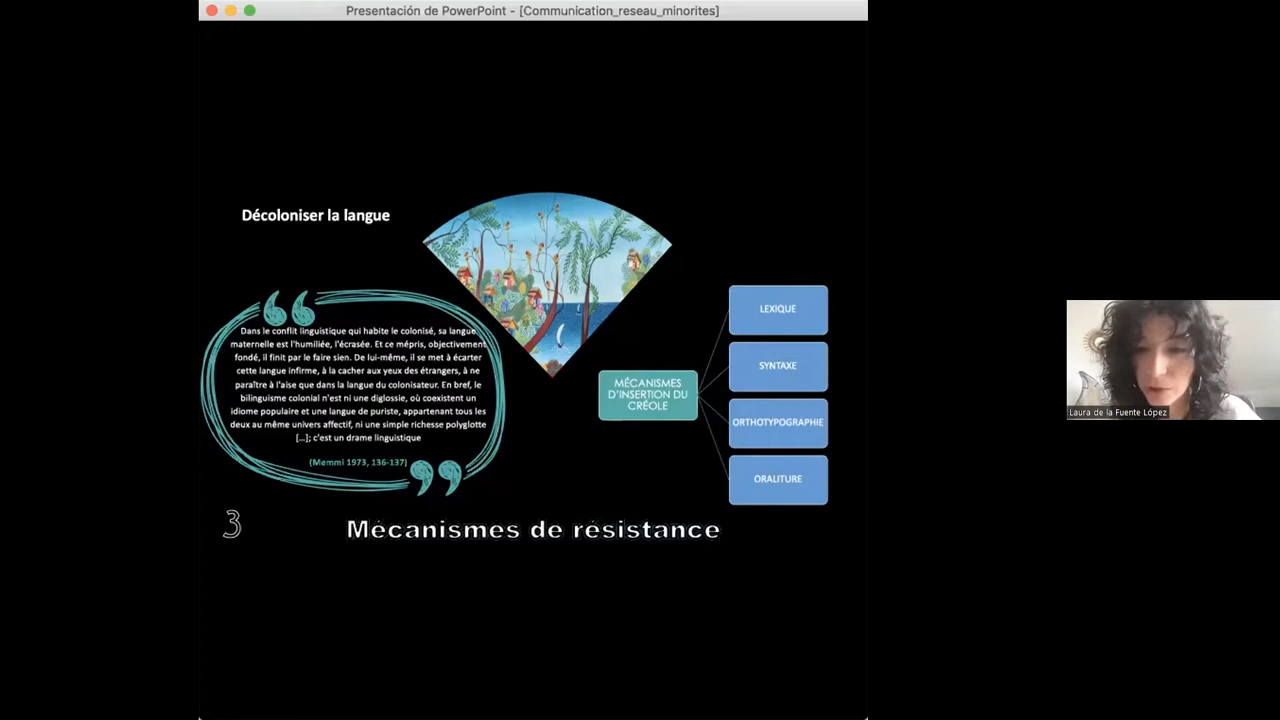 Presentación de PowerPoint - [Communication_reseau_minorites]
Décoloniser la langue
Dans le conflit linguistique qui habite le colonisé, sa langue
maternelle est l'humiliée, l'écrasée. Et ce mépris, objectivement
fondé, il finit par le faire sien. De lui-même, il se met à écarter
cette langue infirme, à la cacher aux yeux des étrangers, à ne
paraître à l'aise que dans la langue du colonisateur. En bref, le
bilinguisme colonial n'est ni une diglossie, où coexistent un
idiome populaire et une langue de puriste, appartenant tous les
deux au même univers affectif, ni une simple richesse polyglotte
[…]; c'est un drame linguistique
(Memmi 1973, 136-137)
MÉCANISMES
D'INSERTION DU
CRÉOLE
LEXIQUE
SYNTAXE
ORTHOTYPOGRAPHIE
ORALITURE
3
Mécanismes de résistance
Laura de la Fuente López